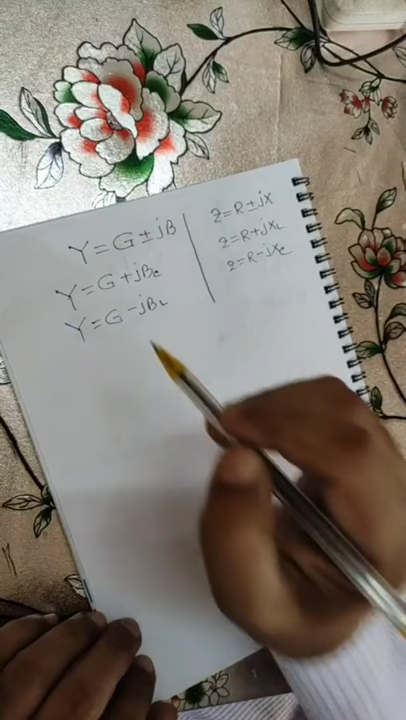 Y=G±jB
Y=G+jBc
Y=G-jBL
Z=R±jX
Z=R+jXL
Z=R-jXc